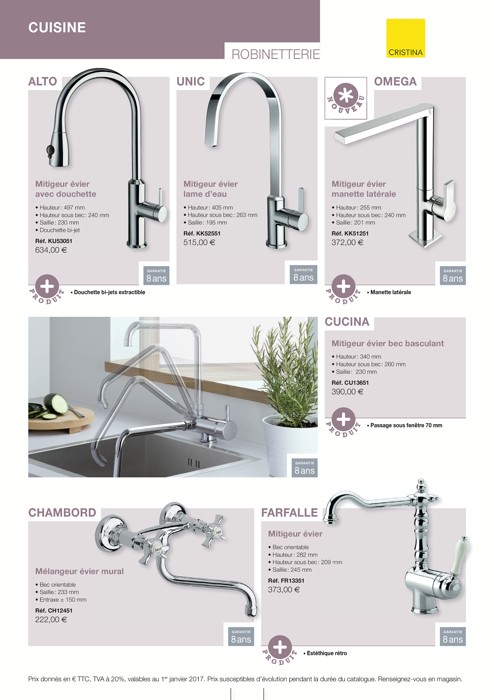 CUISINE
ROBINETTERIE
CRISTINA
ALTO
Mitigeur évier
avec douchette
• Hauteur: 497 mm
• Hauteur sous bec: 240 mm
• Saillie: 230 mm
• Douchette bi-jet
Réf. KU53051
634,00 €
GARANTIE
8 ans
PRODUIT
• Douchette bi-jets extractible
UNIC
Mitigeur évier
lame d'eau
• Hauteur: 405 mm
• Hauteur sous bec: 263 mm
• Saillie: 195 mm
Réf. KK52551
515,00 €
GARANTIE
8 ans
NOUVEAU
OMEGA
Mitigeur évier
manette latérale
• Hauteur: 255 mm
• Hauteur sous bec: 240 mm
• Saillie: 201 mm
Réf. KK51251
372,00 €
GARANTIE
8 ans
PRODUIT
• Manette latérale
GARANTIE
8 ans
CUCINA
Mitigeur évier bec basculant
• Hauteur: 340 mm
• Hauteur sous bec: 260 mm
• Saillie: 230 mm
Réf. CU13651
390,00 €
PRODUIT
• Passage sous fenêtre 70 mm
CHAMBORD
Mélangeur évier mural
• Bec orientable
• Saillie: 233 mm
• Entraxe ± 150 mm
Réf. CH12451
222,00 €
GARANTIE
8 ans
FARFALLE
Mitigeur évier
• Bec orientable
• Hauteur: 282 mm
• Hauteur sous bec: 209 mm
• Saillie: 245 mm
Réf. FR13351
373,00 €
GARANTIE
8 ans
PRODUIT
• Esthétique rétro
Prix donnés en € TTC, TVA à 20%, valables au 1er janvier 2017. Prix susceptibles d'évolution pendant la durée du catalogue. Renseignez-vous en magasin.